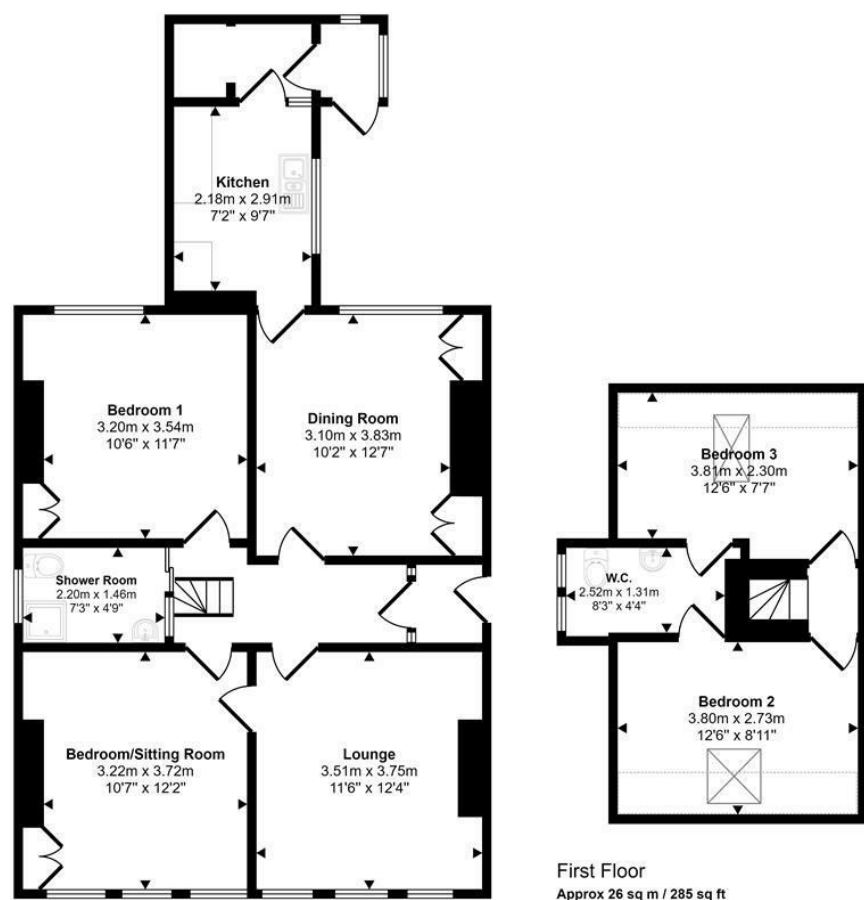 Kitchen
2.18m x 2.91m
7'2" x 9'7"
Bedroom 1
3.20m x 3.54m
10'6" x 11'7"
Dining Room
3.10m x 3.83m
10'2" x 12'7"
Shower Room
2.20m x 1.46m
7'3" x 4'9"
Bedroom/Sitting Room
3.22m x 3.72m
10'7" x 12'2"
Lounge
3.51m x 3.75m
11'6" x 12'4"
Bedroom 3
3.81m x 2.30m
12'6" x 7'7"
W.C.
2.52m x 1.31m
8'3" x 4'4"
Bedroom 2
3.80m x 2.73m
12'6" x 8'11"
First Floor
Approx 26 sq m / 285 sq ft